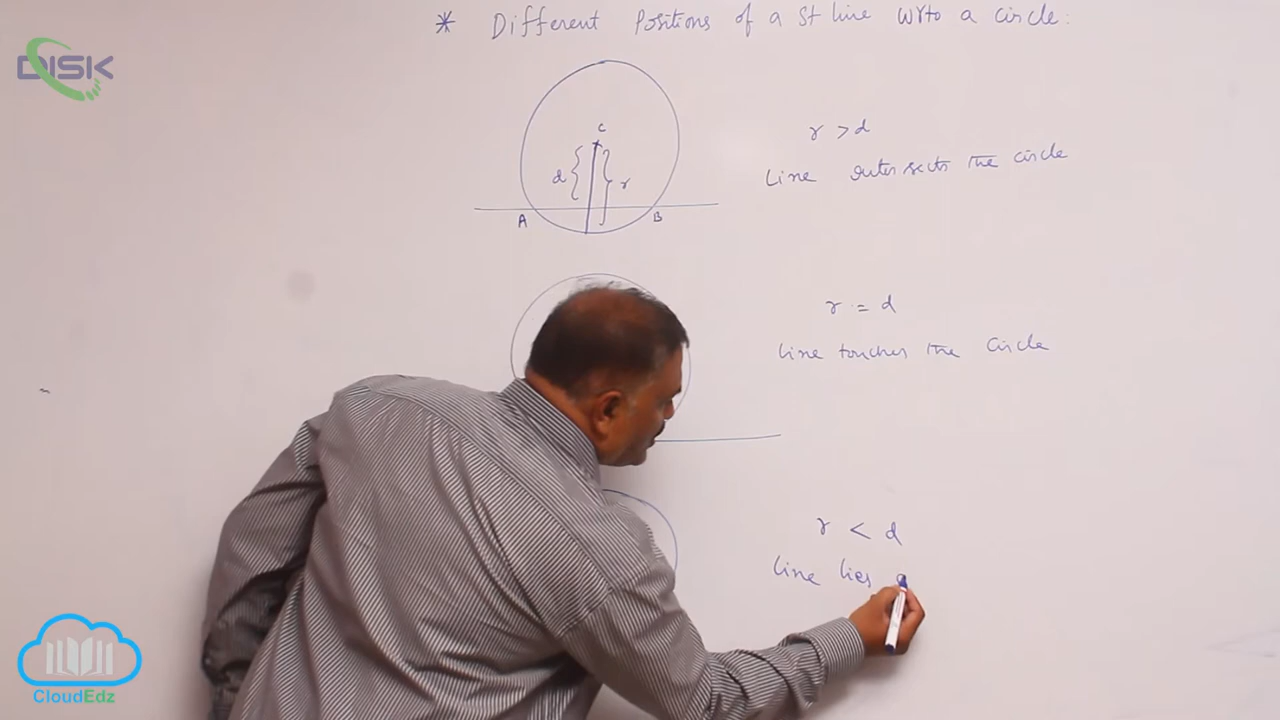 DISK
* Different Positions of a St line w r to a circle:
C
d
r
A
B
r > d
Line intersects the circle
r = d
Line touches the circle
r < d
Line lies
CloudEdz